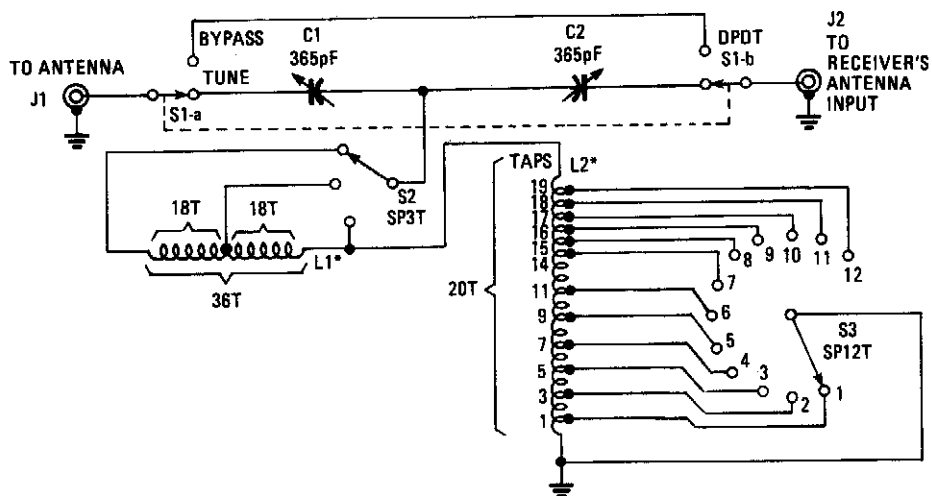 BYPASS
C1
365pF
C2
365pF
DPDT
S1-b
J2
TO
RECEIVER'S
ANTENNA
INPUT
TO ANTENNA
J1
TUNE
S1-a
S2
SP3T
18T
18T
L1*
36T
TAPS
L2*
20T
19
18
17
16
15
14
11
9
7
5
3
1
12
11
10
9
8
7
6
5
4
3
2
1
S3
SP12T